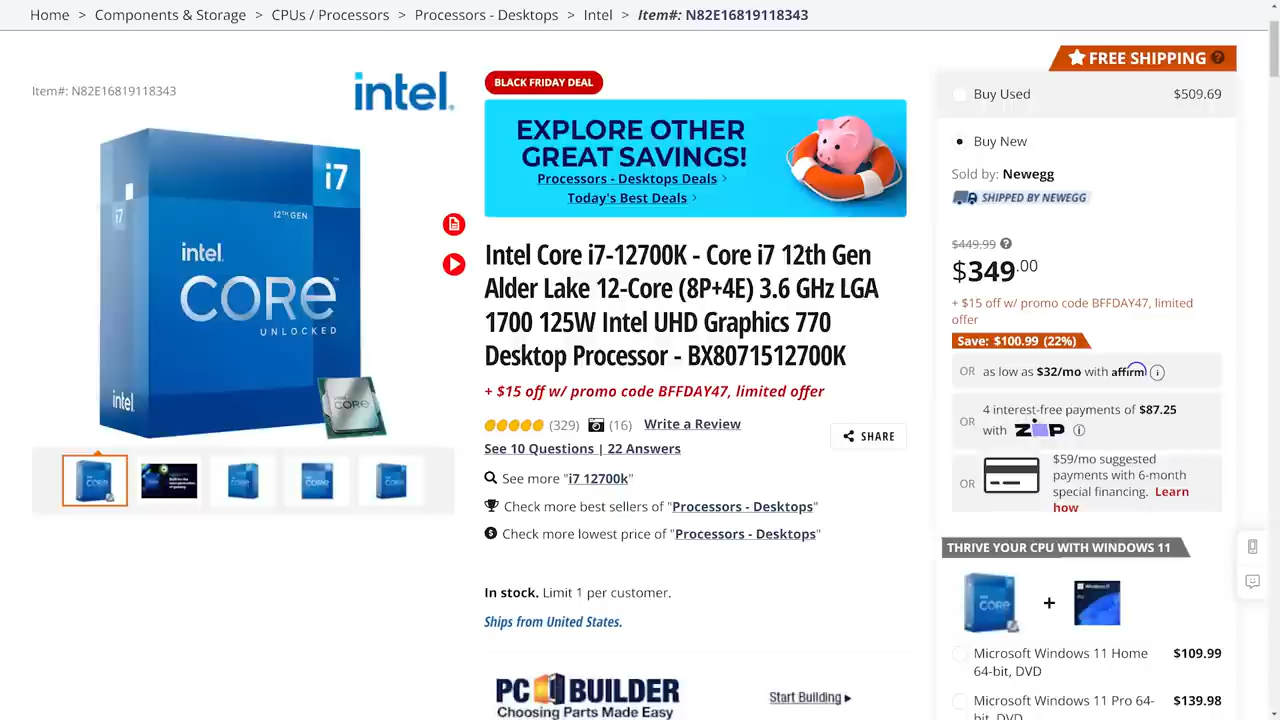 Home > Components & Storage > CPUs / Processors > Processors - Desktops > Intel > Item#: N82E16819118343
Item#: N82E16819118343
intel.
i7
i7
12TH GEN
intel.
CORE
UNLOCKED
intel.
CORE
BLACK FRIDAY DEAL
EXPLORE OTHER
GREAT SAVINGS!
Processors - Desktops Deals >
Today's Best Deals >
Intel Core i7-12700K - Core i7 12th Gen
Alder Lake 12-Core (8P+4E) 3.6 GHz LGA
1700 125W Intel UHD Graphics 770
Desktop Processor - BX8071512700K
+ $15 off w/ promo code BFFDAY47, limited offer
(329) (16) Write a Review
SHARE
See 10 Questions | 22 Answers
See more "i7 12700k"
Check more best sellers of "Processors - Desktops"
Check more lowest price of "Processors - Desktops"
In stock. Limit 1 per customer.
Ships from United States.
PC BUILDER
Choosing Parts Made Easy
Start Building
FREE SHIPPING ?
Buy Used $509.69
Buy New
Sold by: Newegg
SHIPPED BY NEWEGG
$449.99 ?
$349.00
+ $15 off w/ promo code BFFDAY47, limited
offer
Save: $100.99 (22%)
OR as low as $32/mo with affirm i
OR 4 interest-free payments of $87.25
with ZIP i
OR $59/mo suggested
payments with 6-month
special financing. Learn
how
THRIVE YOUR CPU WITH WINDOWS 11
CORE
+
Microsoft Windows 11 Home $109.99
64-bit, DVD
Microsoft Windows 11 Pro 64- $139.98
bit, DVD